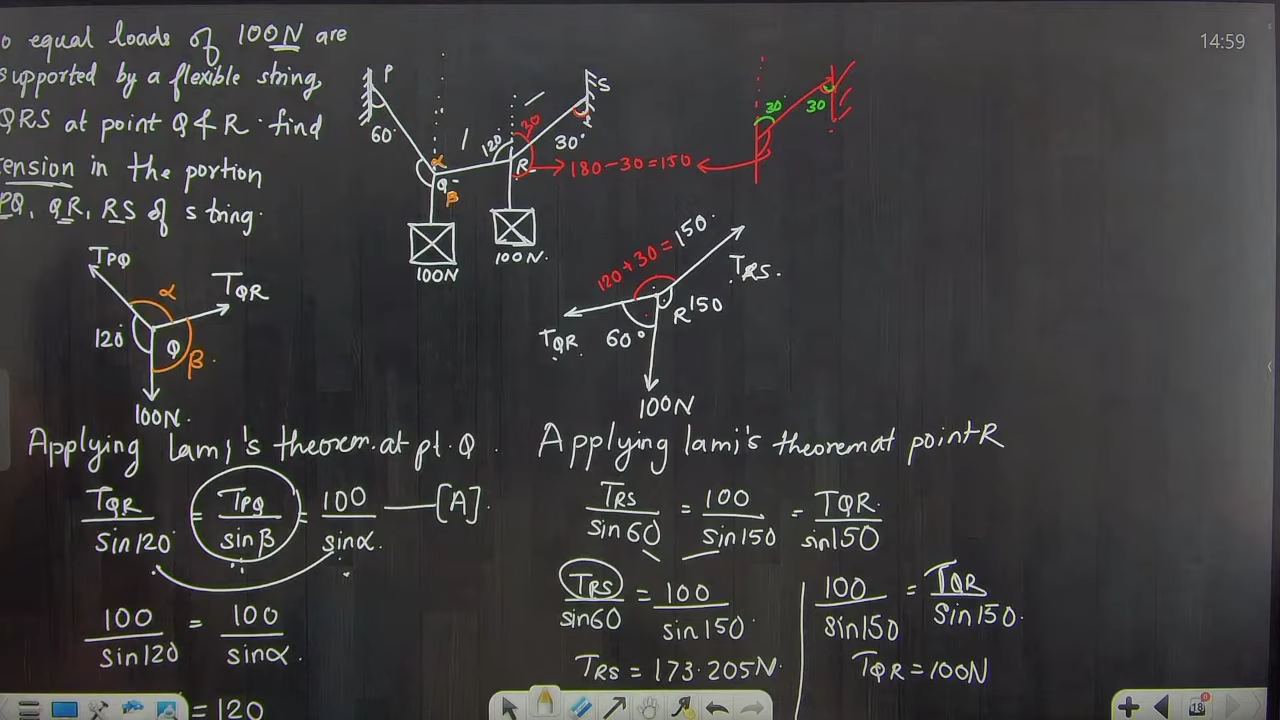 14:59
o equal loads of 100N are
supported by a flexible string
QRS at point Q & R. find
ension in the portion
PQ, QR, RS of string.
P
60°
α
Q
β
100N
120°
30
R
30°
S
100N.
180-30=150
30°
30
TPQ
α
TQR
120°
Q
β.
100N.
120+30=150°
TRS.
TQR
60°
R 150
100N
Applying Lami's theorem.at pt.Q.
TQR/sin120 = TPQ/sinβ = 100/sinα. — [A].
100/sin120 = 100/sinα.
= 120
Applying lami's theorem at point R
TRS/sin60 = 100/sin150 = TQR/sin150
TRS/sin60 = 100/sin150.
TRS = 173.205N.
100/sin150 = TQR/sin150.
TQR = 100N
18